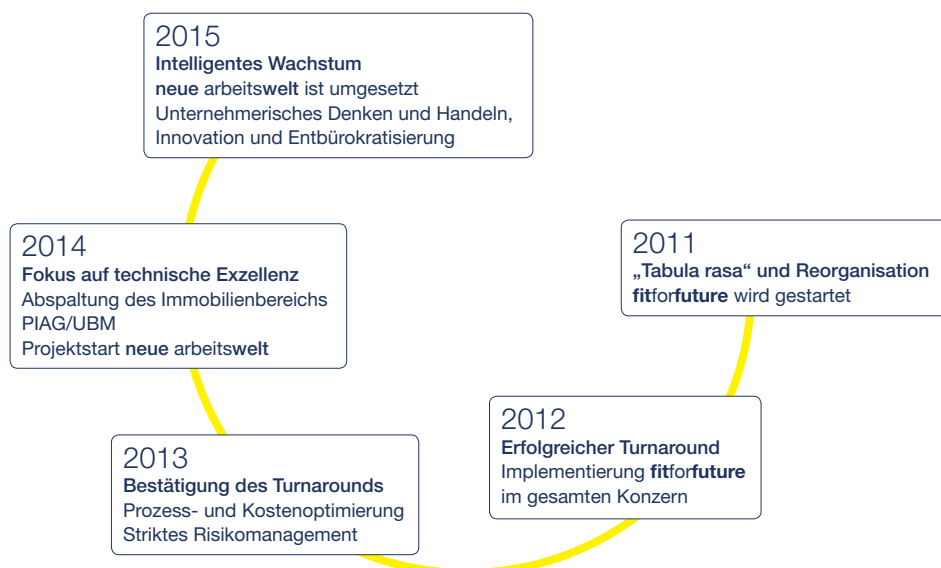 2015
Intelligentes Wachstum
neue arbeitswelt ist umgesetzt
Unternehmerisches Denken und Handeln,
Innovation und Entbürokratisierung
2014
Fokus auf technische Exzellenz
Abspaltung des Immobilienbereichs
PIAG/UBM
Projektstart neue arbeitswelt
2013
Bestätigung des Turnarounds
Prozess- und Kostenoptimierung
Striktes Risikomanagement
2012
Erfolgreicher Turnaround
Implementierung fitforfuture
im gesamten Konzern
2011
„Tabula rasa“ und Reorganisation
fitforfuture wird gestartet